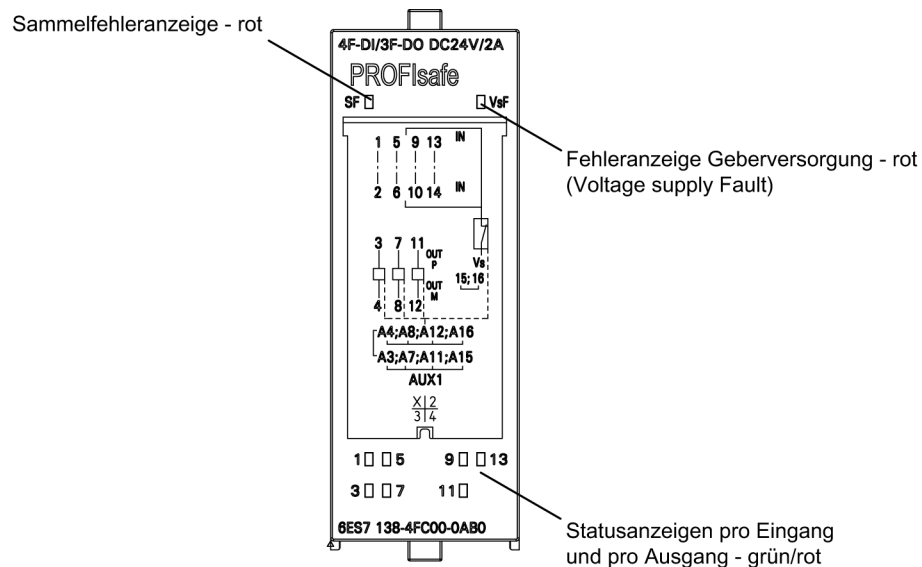 Sammelfehleranzeige - rot
4F-DI/3F-DO DC24V/2A
PROFIsafe
SF VsF
Fehleranzeige Geberversorgung - rot
(Voltage supply Fault)
1 5 9 13 IN
2 6 10 14 IN
3 7 11 OUT P
Vs
15; 16
OUT M
4 8 12
A4;A8;A12;A16
A3;A7;A11;A15
AUX1
X 2
3 4
1 5 9 13
3 7 11
6ES7 138-4FC00-0AB0
Statusanzeigen pro Eingang
und pro Ausgang - grün/rot